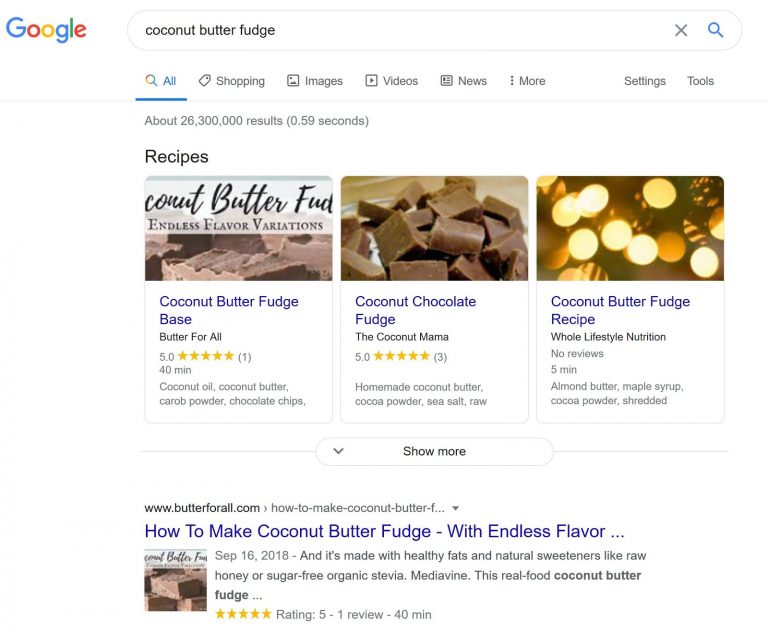 Google
coconut butter fudge
All Shopping Images Videos News More Settings Tools
About 26,300,000 results (0.59 seconds)
Recipes
conut Butter Fud
ENDLESS FLAVOR VARIATIONS
Coconut Butter Fudge
Base
Butter For All
5.0 ★★★★★ (1)
40 min
Coconut oil, coconut butter,
carob powder, chocolate chips,
Coconut Chocolate
Fudge
The Coconut Mama
5.0 ★★★★★ (3)
Homemade coconut butter,
cocoa powder, sea salt, raw
Coconut Butter Fudge
Recipe
Whole Lifestyle Nutrition
No reviews
5 min
Almond butter, maple syrup,
cocoa powder, shredded
Show more
www.butterforall.com › how-to-make-coconut-butter-f...
How To Make Coconut Butter Fudge - With Endless Flavor ...
conut Butter Fud
ENDLESS FLAVOR VARIATIONS
Sep 16, 2018 - And it's made with healthy fats and natural sweeteners like raw
honey or sugar-free organic stevia. Mediavine. This real-food coconut butter
fudge ...
★★★★★ Rating: 5 - 1 review - 40 min